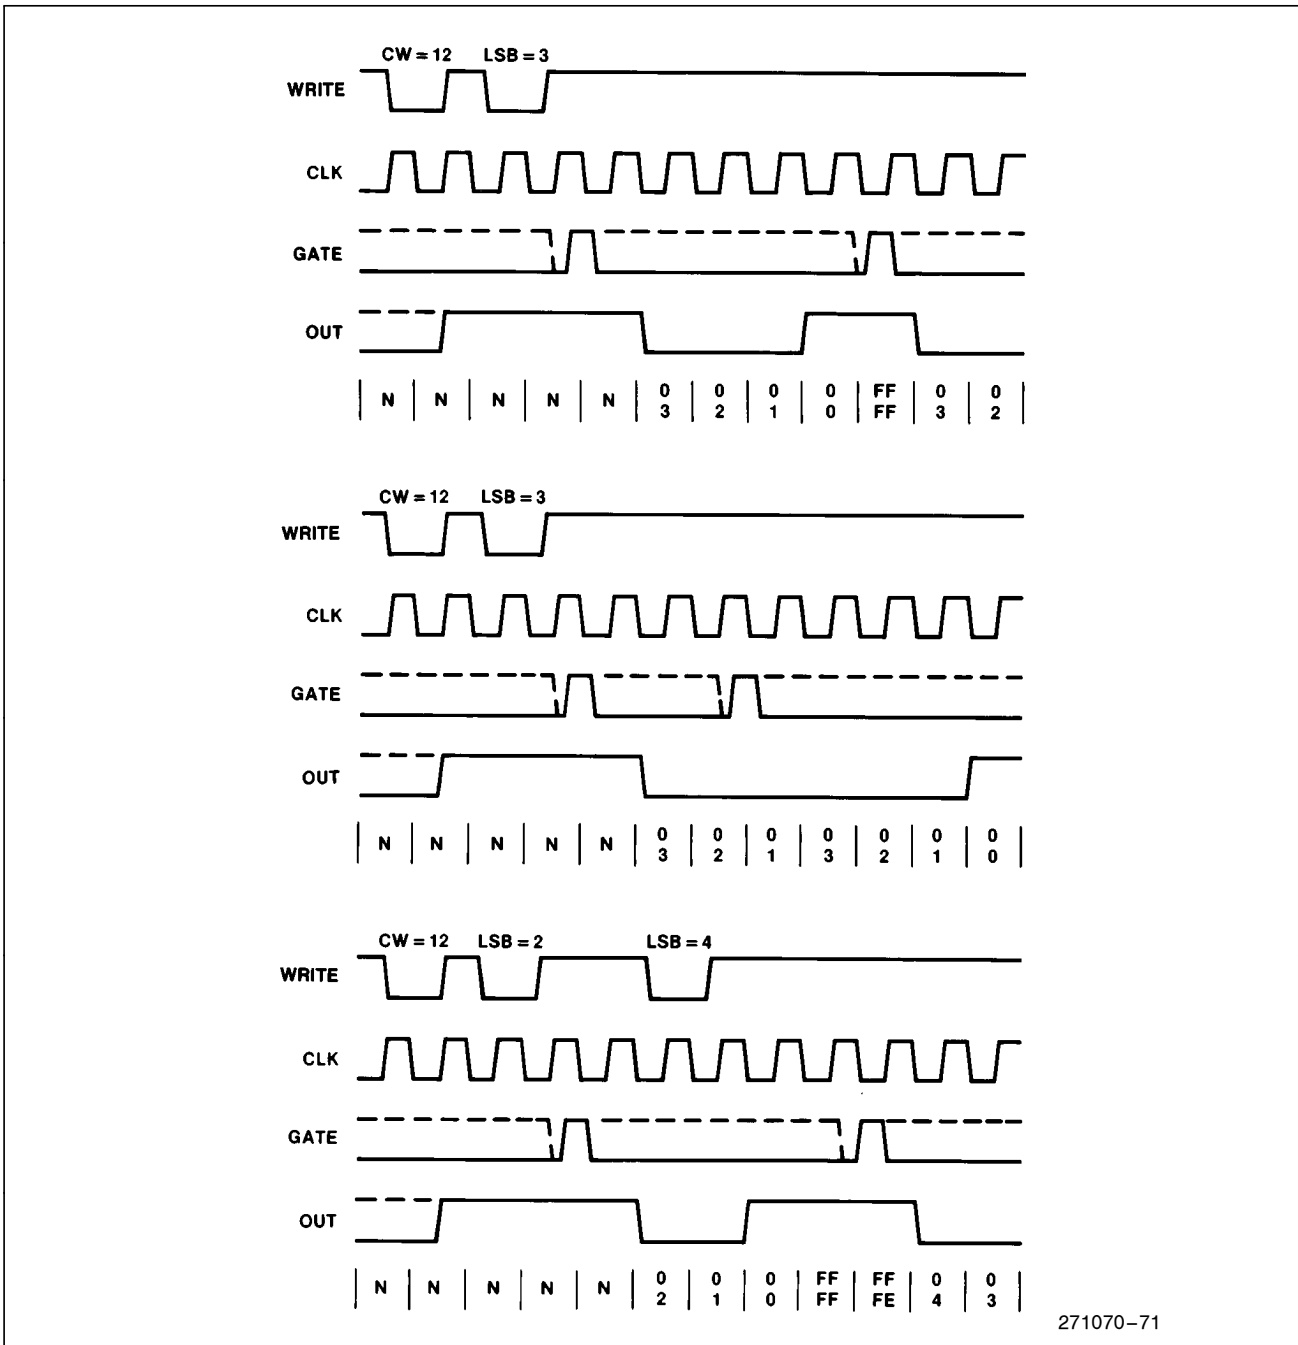 CW = 12 LSB = 3
WRITE
CLK
GATE
OUT
N N N N N 0 0 0 0 FF 0 0
3 2 1 0 FF 3 2
CW = 12 LSB = 3
WRITE
CLK
GATE
OUT
N N N N N 0 0 0 0 0 0 0
3 2 1 3 2 1 0
CW = 12 LSB = 2 LSB = 4
WRITE
CLK
GATE
OUT
N N N N N 0 0 0 FF FF 0 0
2 1 0 FF FE 4 3
271070–71